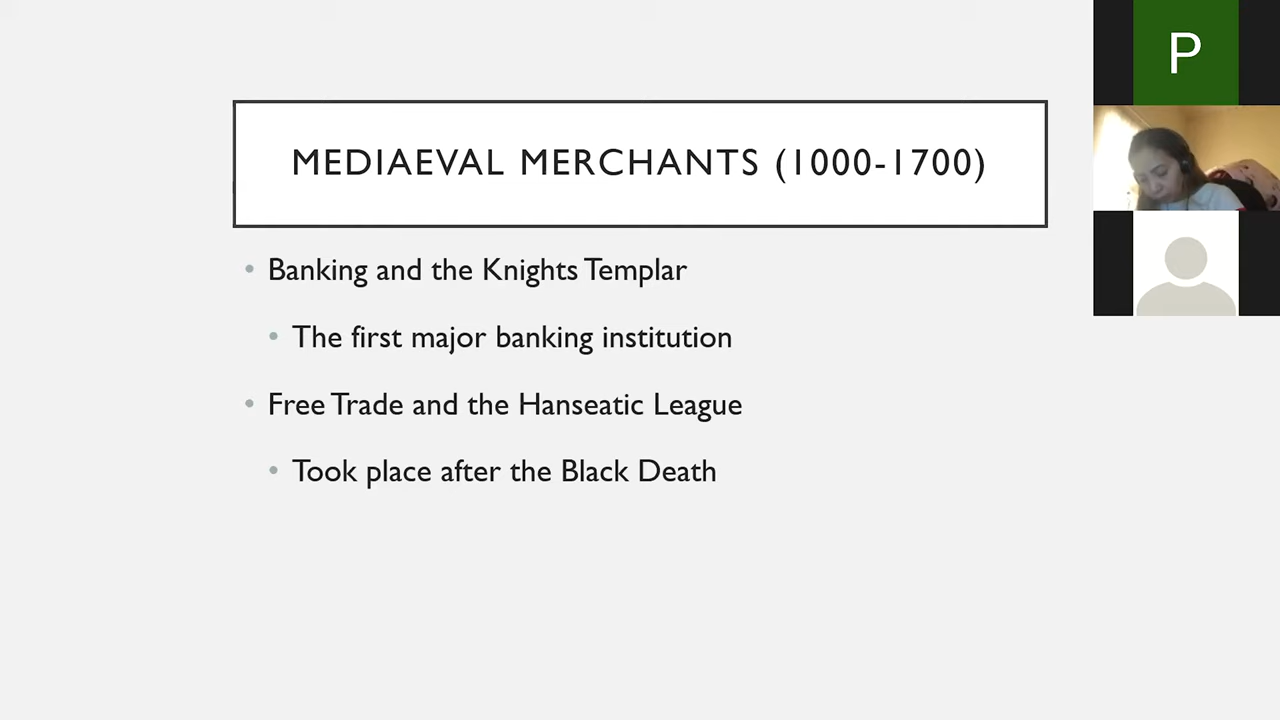 MEDIAEVAL MERCHANTS (1000-1700)
Banking and the Knights Templar
The first major banking institution
Free Trade and the Hanseatic League
Took place after the Black Death
P